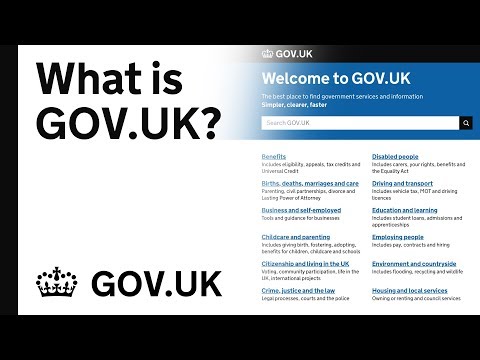 What is
GOV.UK?
GOV.UK
GOV.UK
Welcome to GOV.UK
The best place to find government services and information
Simpler, clearer, faster
Search GOV.UK
Benefits
Includes eligibility, appeals, tax credits and
Universal Credit
Births, deaths, marriages and care
Parenting, civil partnerships, divorce and
Lasting Power of Attorney
Business and self-employed
Tools and guidance for businesses
Childcare and parenting
Includes giving birth, fostering, adopting,
benefits for children, childcare and schools
Citizenship and living in the UK
Voting, community participation, life in the
UK, international projects
Crime, justice and the law
Legal processes, courts and the police
Disabled people
Includes carers, your rights, benefits and
the Equality Act
Driving and transport
Includes vehicle tax, MOT and driving
licences
Education and learning
Includes student loans, admissions and
apprenticeships
Employing people
Includes pay, contracts and hiring
Environment and countryside
Includes flooding, recycling and wildlife
Housing and local services
Owning or renting and council services